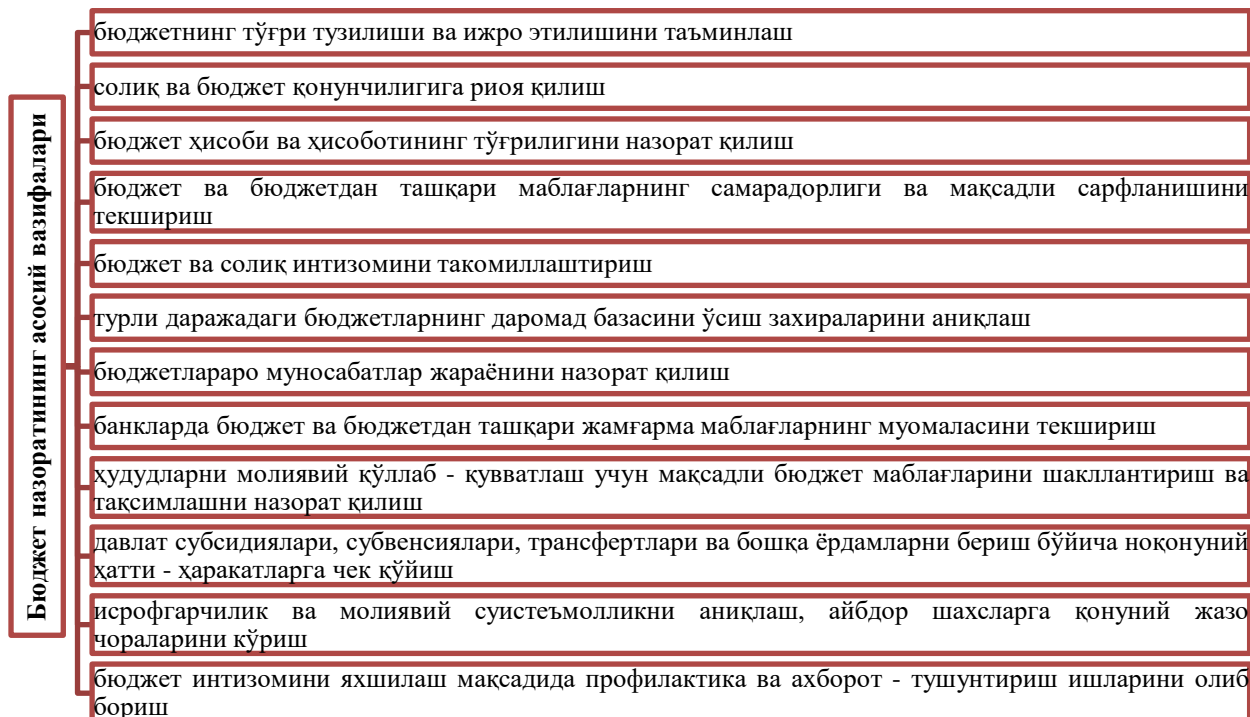 Бюджет назоратининг асосий вазифалари
бюджетнинг тўғри тузилиши ва ижро этилишини таъминлаш
солиқ ва бюджет қонунчилигига риоя қилиш
бюджет ҳисоби ва ҳисоботининг тўғрилигини назорат қилиш
бюджет ва бюджетдан ташқари маблағларнинг самарадорлиги ва мақсадли сарфланишини
текшириш
бюджет ва солиқ интизомини такомиллаштириш
турли даражадаги бюджетларнинг даромад базасини ўсиш захираларини аниқлаш
бюджетлараро муносабатлар жараёнини назорат қилиш
банкларда бюджет ва бюджетдан ташқари жамғарма маблағларнинг муомаласини текшириш
ҳудудларни молиявий қўллаб - қувватлаш учун мақсадли бюджет маблағларини шакллантириш ва
тақсимлашни назорат қилиш
давлат субсидиялари, субвенсиялари, трансфертлари ва бошқа ёрдамларни бериш бўйича ноқонуний
ҳатти - ҳаракатларга чек қўйиш
исрофгарчилик ва молиявий суистеъмолликни аниқлаш, айбдор шахсларга қонуний жазо
чораларини кўриш
бюджет интизомини яхшилаш мақсадида профилактика ва ахборот - тушунтириш ишларини олиб
бориш